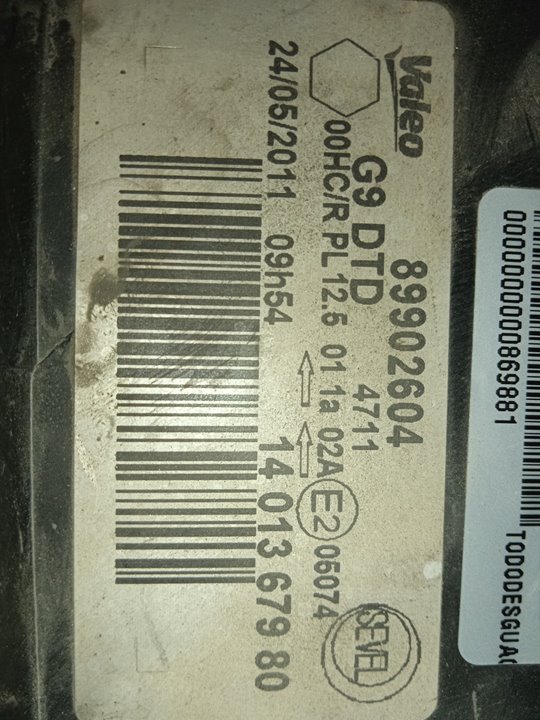 Valeo
89902604
G9 DTD 4711
00HC/R PL 12.5 01 1a 02A E2 05074
SEVEL
24/05/2011 09h54
14 013 679 80
0000000000869881
TODODESGUA